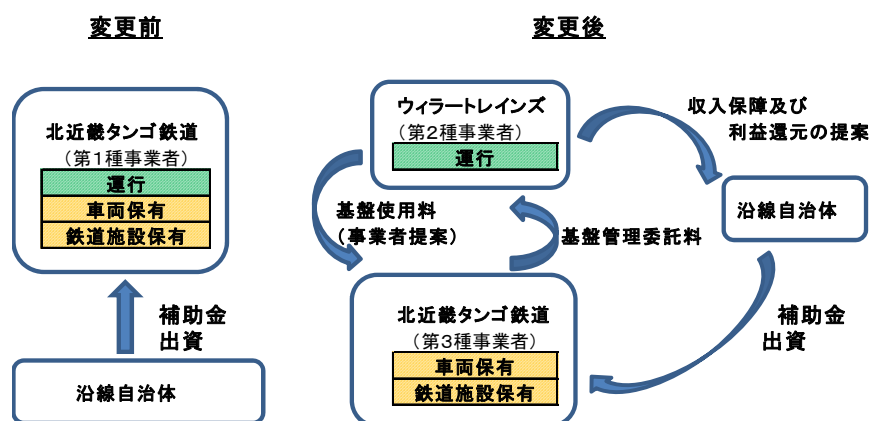 変更前
北近畿タンゴ鉄道
（第1種事業者）
運行
車両保有
鉄道施設保有
補助金
出資
沿線自治体
変更後
ウィラートレインズ
（第2種事業者）
運行
収入保障及び
利益還元の提案
基盤使用料
（事業者提案）
基盤管理委託料
沿線自治体
北近畿タンゴ鉄道
（第3種事業者）
車両保有
鉄道施設保有
補助金
出資